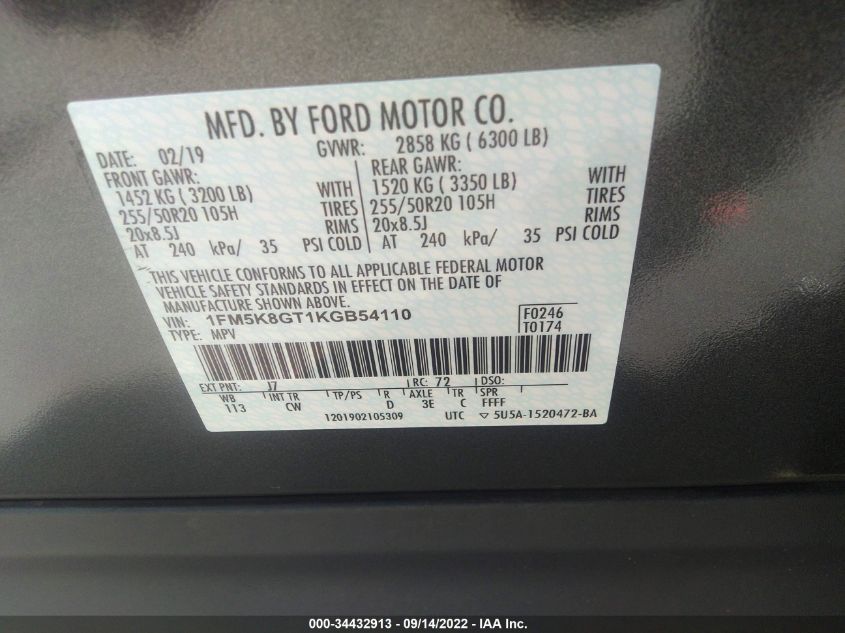 MFD. BY FORD MOTOR CO.
DATE: 02/19 GVWR: 2858 KG ( 6300 LB)
FRONT GAWR: REAR GAWR:
1452 KG ( 3200 LB) WITH 1520 KG ( 3350 LB) WITH
255/50R20 105H TIRES 255/50R20 105H TIRES
20x8.5J RIMS 20x8.5J RIMS
AT 240 kPa/ 35 PSI COLD AT 240 kPa/ 35 PSI COLD
THIS VEHICLE CONFORMS TO ALL APPLICABLE FEDERAL MOTOR
VEHICLE SAFETY STANDARDS IN EFFECT ON THE DATE OF
MANUFACTURE SHOWN ABOVE.
VIN: 1FM5K8GT1KGB54110 F0246
TYPE: MPV T0174
EXT PNT: J7 RC: 72 DSO:
WB INT TR TP/PS R AXLE TR SPR
113 CW D 3E C FFFF
1201902105309 UTC ▽ 5U5A-1520472-BA
000-34432913 - 09/14/2022 - IAA Inc.